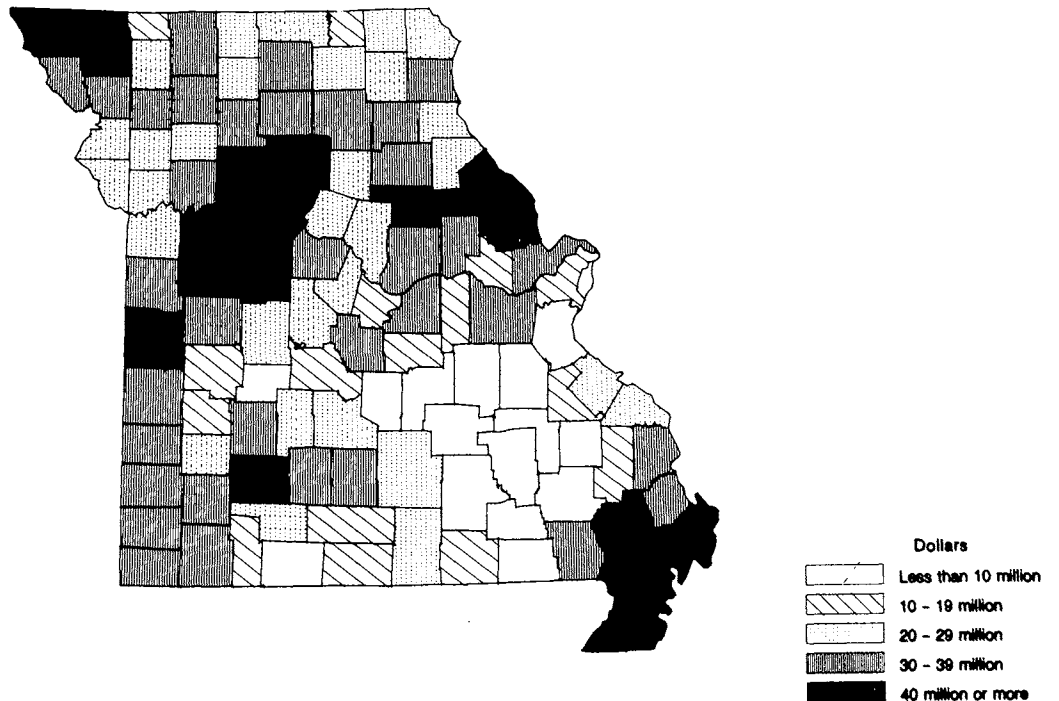 Dollars
Less than 10 million
10 - 19 million
20 - 29 million
30 - 39 million
40 million or more